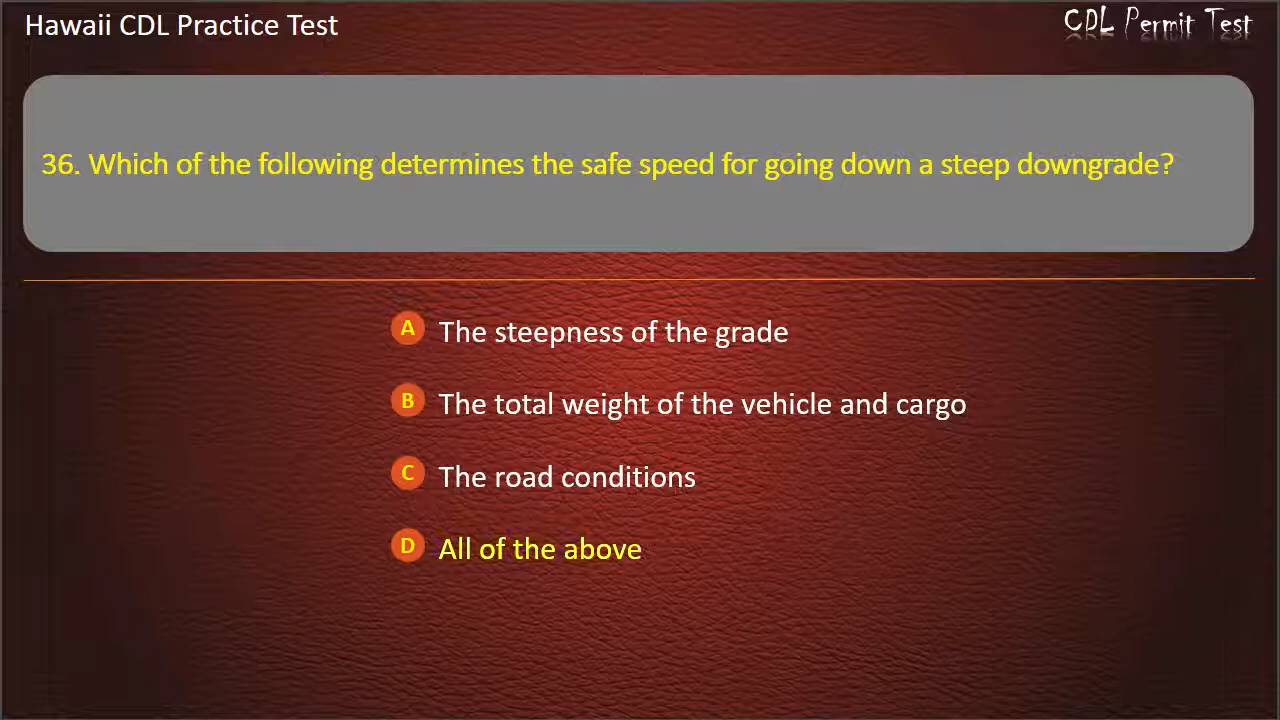 Hawaii CDL Practice Test
CDL Permit Test
36. Which of the following determines the safe speed for going down a steep downgrade?
A The steepness of the grade
B The total weight of the vehicle and cargo
C The road conditions
D All of the above